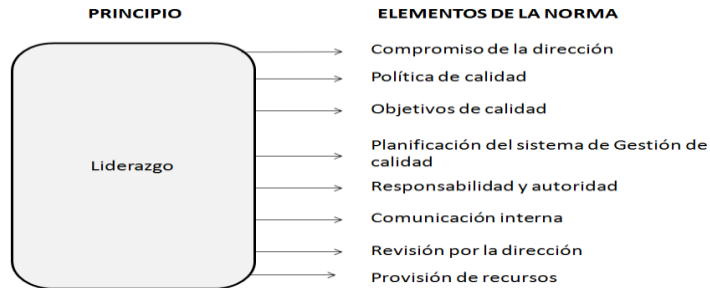 PRINCIPIO
ELEMENTOS DE LA NORMA
Liderazgo
Compromiso de la dirección
Política de calidad
Objetivos de calidad
Planificación del sistema de Gestión de
calidad
Responsabilidad y autoridad
Comunicación interna
Revisión por la dirección
Provisión de recursos